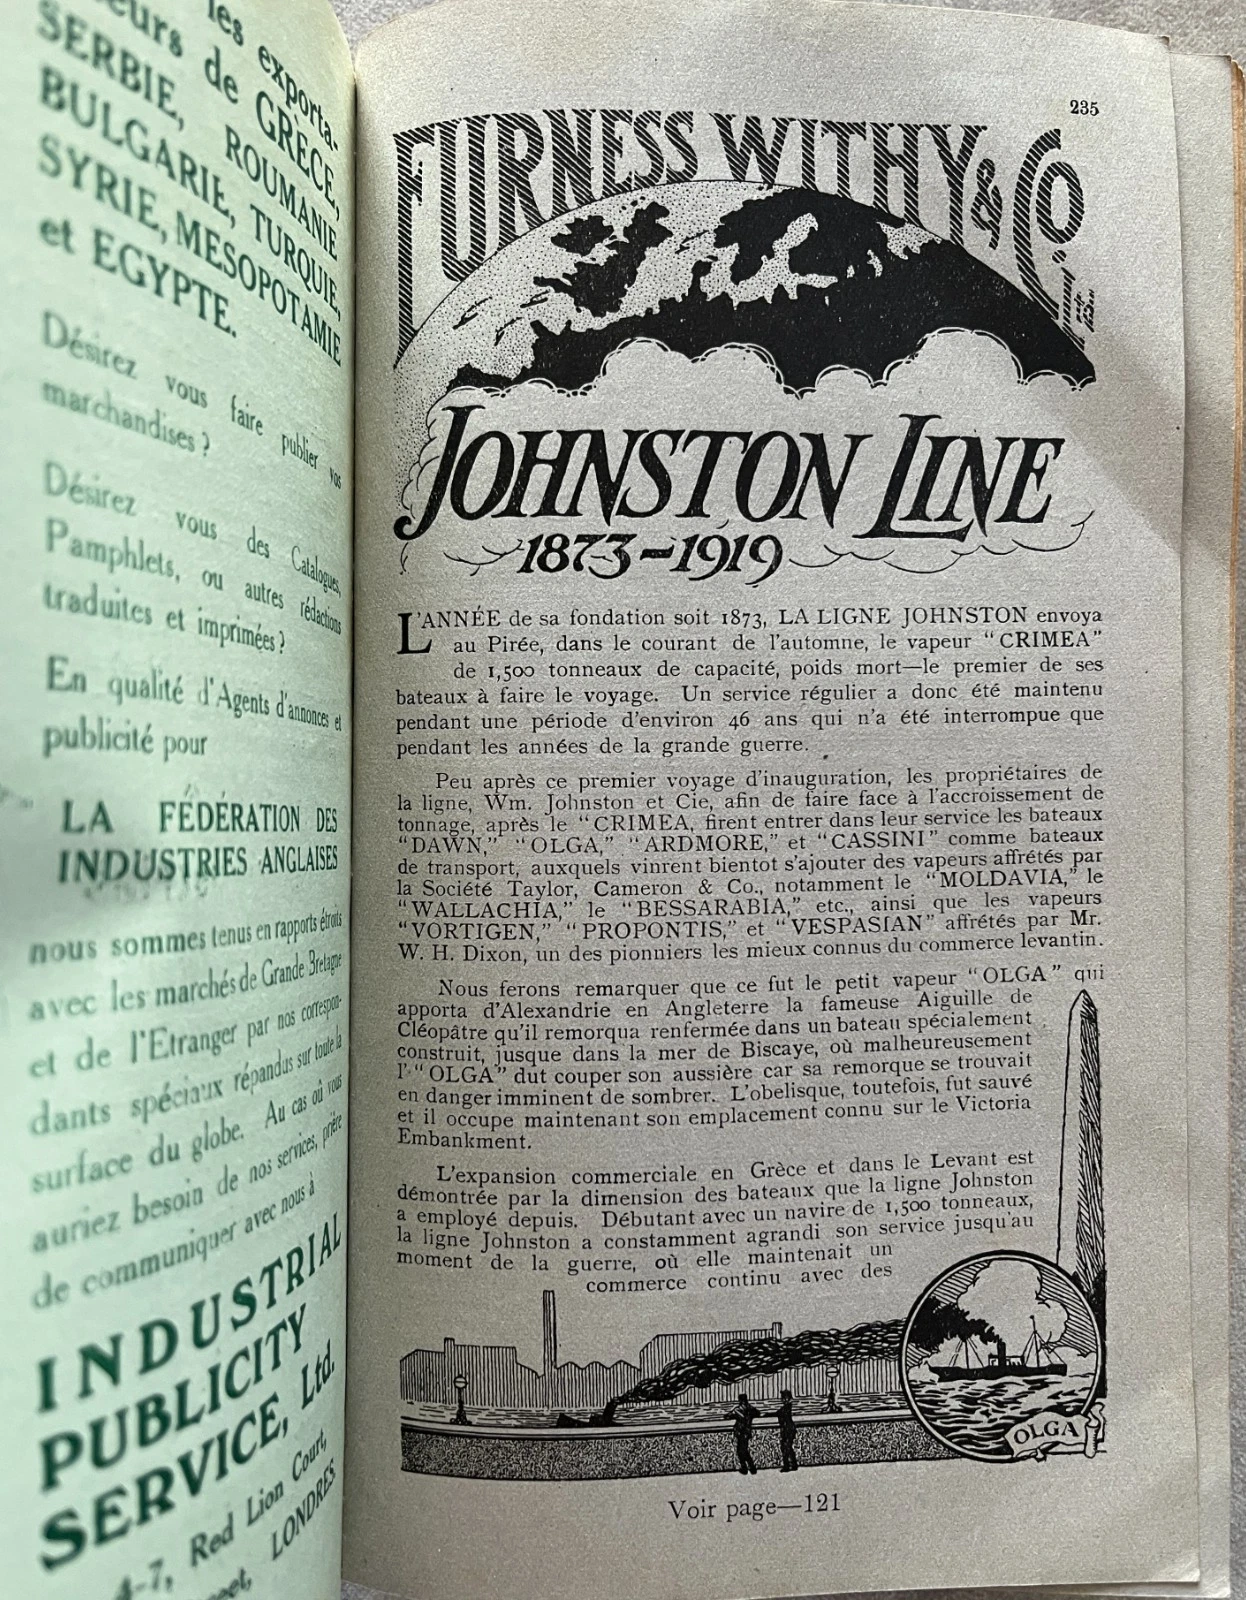 les exporta-
eurs de GRÈCE,
SERBIE, ROUMANIE
BULGARIE, TURQUIE,
SYRIE, MESOPOTAMIE
et EGYPTE.
Désirez vous faire publier vos
marchandises?
Désirez vous des Catalogues,
Pamphlets, ou autres rédactions
traduites et imprimées?
En qualité d'Agents d'annonces et
publicité pour
LA FÉDÉRATION DES
INDUSTRIES ANGLAISES
nous sommes tenus en rapports étroits
avec les marchés de Grande Bretagne
et de l'Etranger par nos correspon-
dants spéciaux répandus sur toute la
surface du globe. Au cas où vous
auriez besoin de nos services, prière
de communiquer avec nous à
INDUSTRIAL
PUBLICITY
SERVICE, Ltd.
4-7, Red Lion Court,
LONDRES
235
FURNESS WITHY & Co.
JOHNSTON LINE
1873–1919
L'ANNÉE de sa fondation soit 1873, LA LIGNE JOHNSTON envoya
au Pirée, dans le courant de l'automne, le vapeur "CRIMEA"
de 1,500 tonneaux de capacité, poids mort—le premier de ses
bateaux à faire le voyage. Un service régulier a donc été maintenu
pendant une période d'environ 46 ans qui n'a été interrompue que
pendant les années de la grande guerre.
Peu après ce premier voyage d'inauguration, les propriétaires de
la ligne, Wm. Johnston et Cie, afin de faire face à l'accroissement de
tonnage, après le "CRIMEA, firent entrer dans leur service les bateaux
"DAWN," "OLGA," "ARDMORE," et "CASSINI" comme bateaux
de transport, auxquels vinrent bientot s'ajouter des vapeurs affrétés par
la Société Taylor, Cameron & Co., notamment le "MOLDAVIA," le
"WALLACHIA," le "BESSARABIA," etc., ainsi que les vapeurs
"VORTIGEN," "PROPONTIS," et "VESPASIAN" affrétés par Mr.
W. H. Dixon, un des pionniers les mieux connus du commerce levantin.
Nous ferons remarquer que ce fut le petit vapeur "OLGA" qui
apporta d'Alexandrie en Angleterre la fameuse Aiguille de
Cléopâtre qu'il remorqua renfermée dans un bateau spécialement
construit, jusque dans la mer de Biscaye, où malheureusement
l'"OLGA" dut couper son aussière car sa remorque se trouvait
en danger imminent de sombrer. L'obelisque, toutefois, fut sauvé
et il occupe maintenant son emplacement connu sur le Victoria
Embankment.
L'expansion commerciale en Grèce et dans le Levant est
démontrée par la dimension des bateaux que la ligne Johnston
a employé depuis. Débutant avec un navire de 1,500 tonneaux,
la ligne Johnston a constamment agrandi son service jusqu'au
moment de la guerre, où elle maintenait un
commerce continu avec des
OLGA
Voir page—121